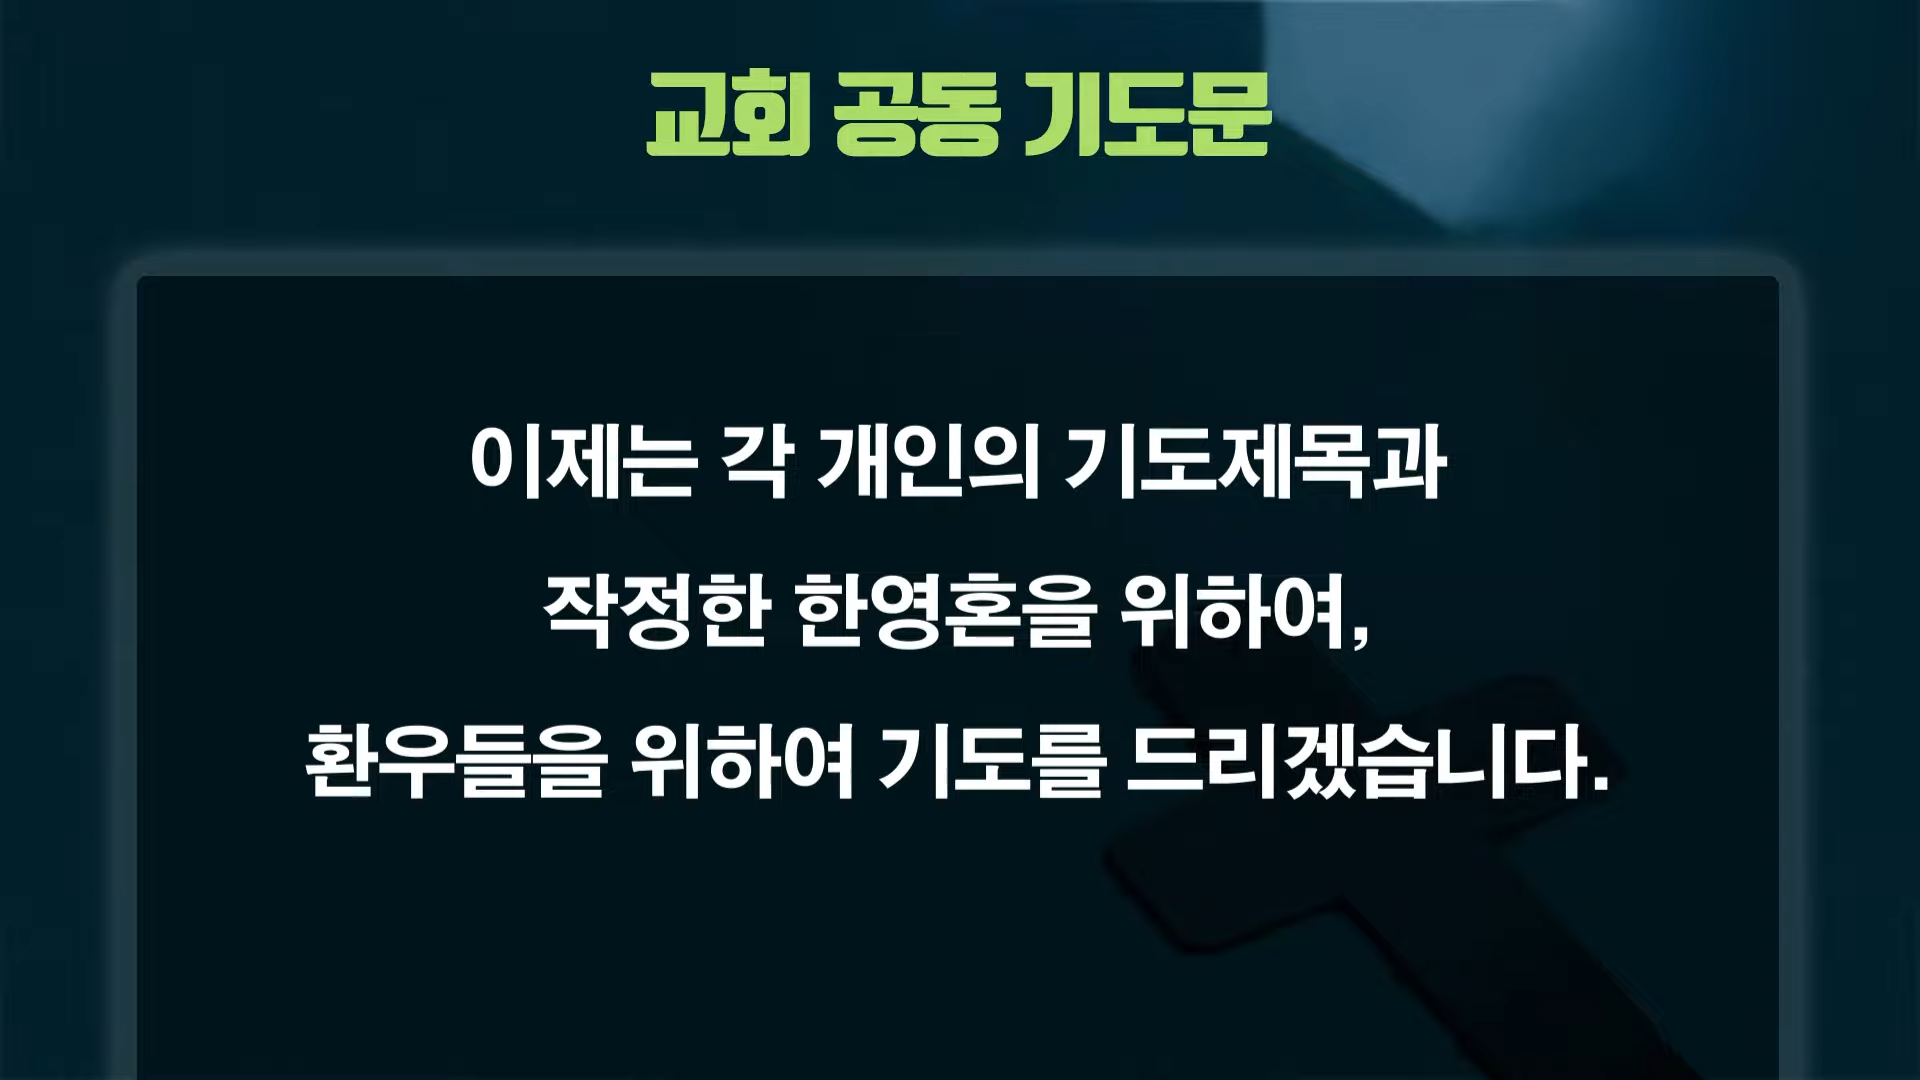 교회 공동 기도문
이제는 각 개인의 기도제목과
작정한 한영혼을 위하여,
환우들을 위하여 기도를 드리겠습니다.